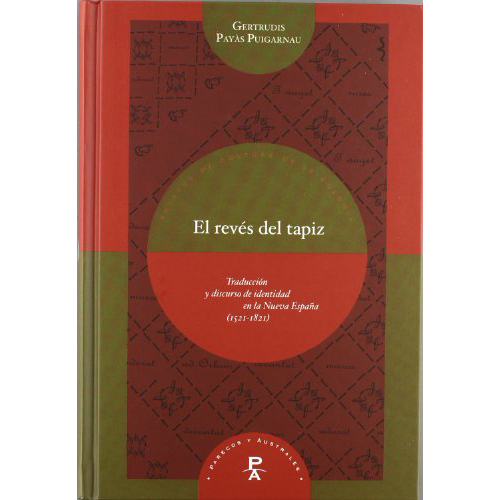 GERTRUDIS
PAYÀS PUIGARNAU
El revés del tapiz
Traducción
y discurso de identidad
en la Nueva España
(1521-1821)
• PARECOS Y AUSTRALES •
PA